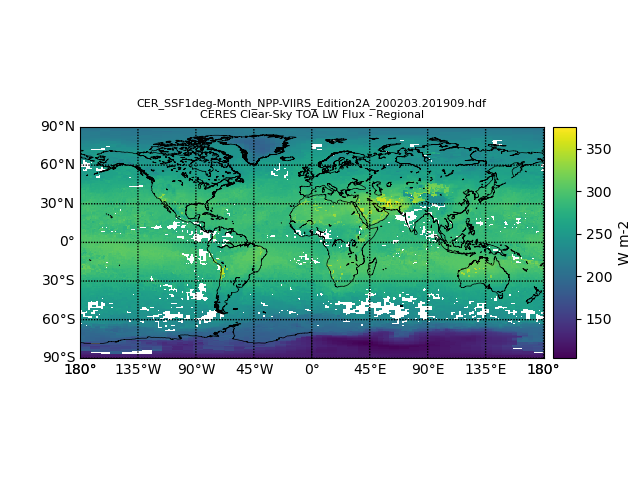 CER_SSF1deg-Month_NPP-VIIRS_Edition2A_200203.201909.hdf
CERES Clear-Sky TOA LW Flux - Regional
90°N
60°N
30°N
0°
30°S
60°S
90°S
180° 135°W 90°W 45°W 0° 45°E 90°E 135°E 180°
350
300
250
200
150
W m-2